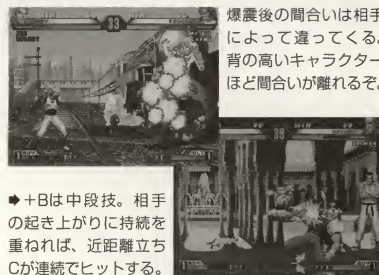 爆震後の間合いは相手
によって違ってくる。
背の高いキャラクター
ほど間合いが離れるぞ。
33
39
➡+Bは中段技。相手
の起き上がりに持続を
重ねれば、近距離立ち
Cが連続でヒットする。